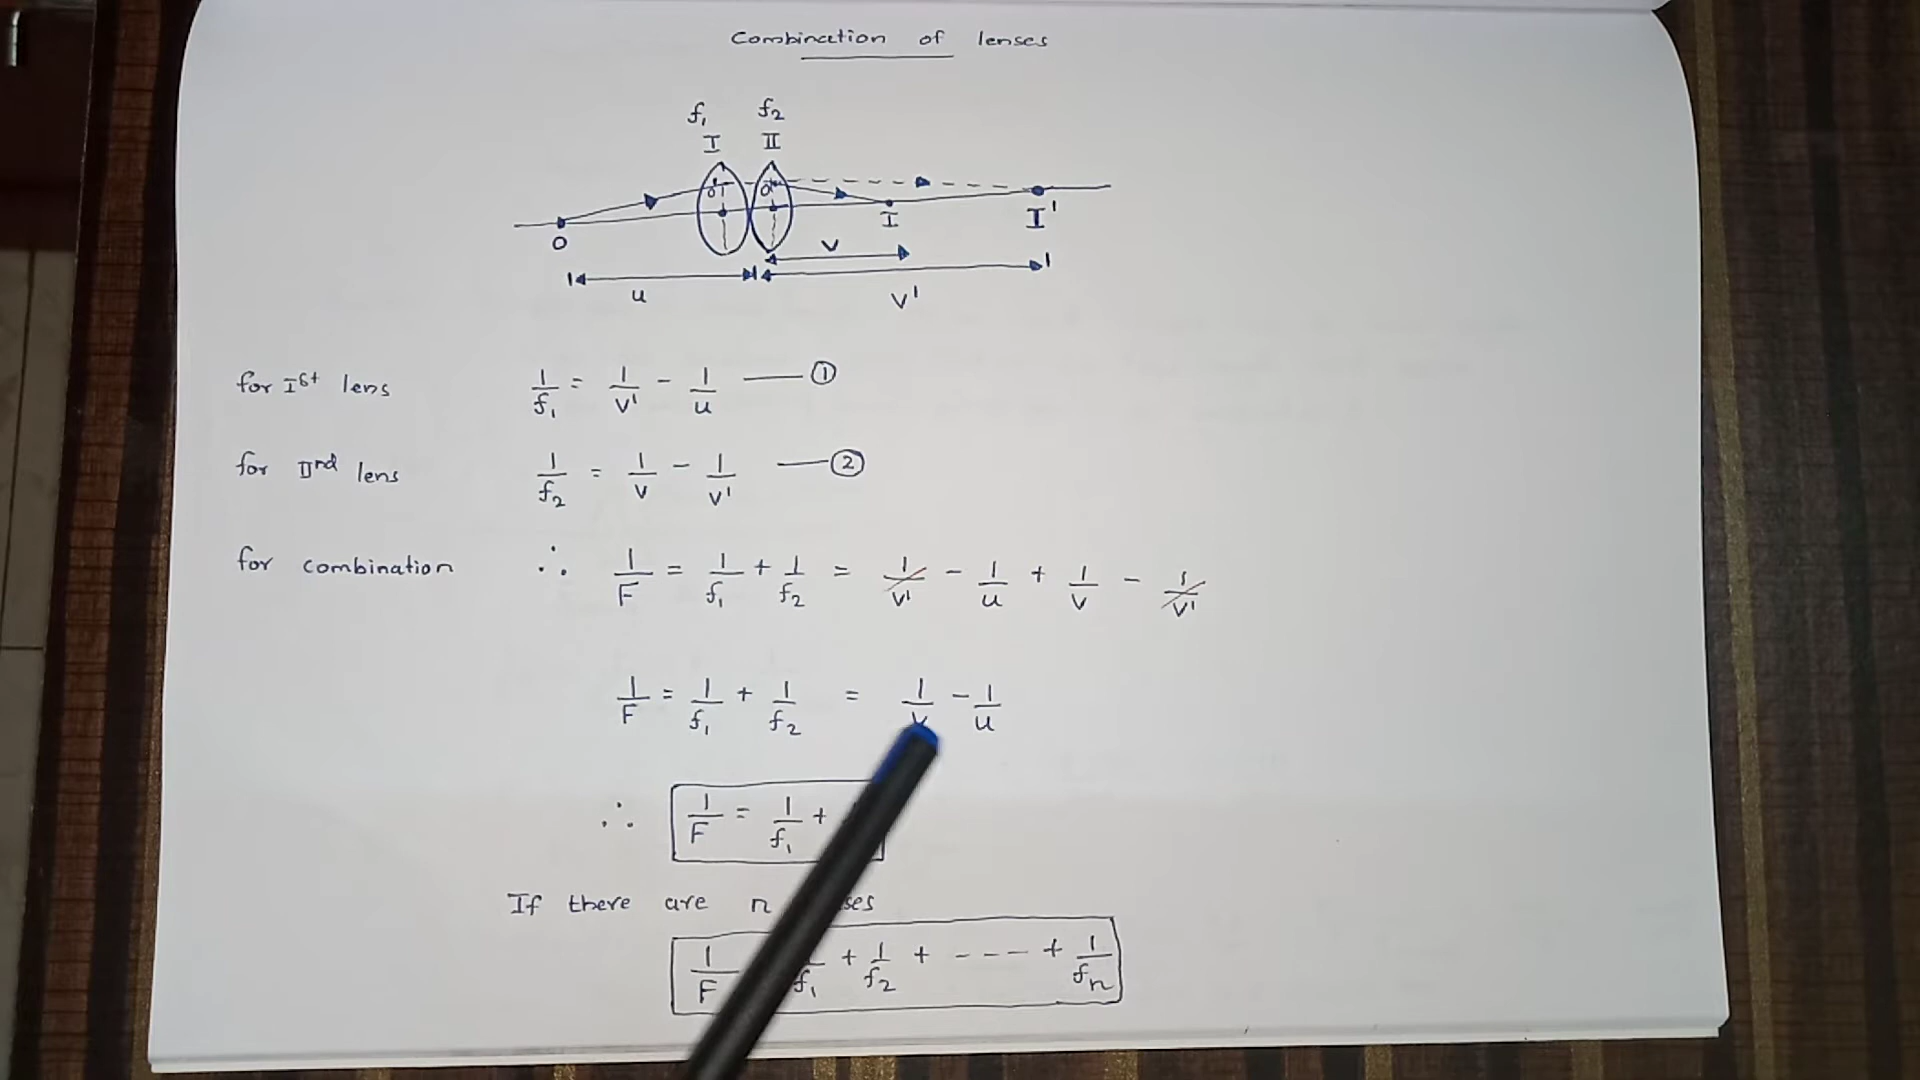 Combination of lenses
f₁ f₂
I II
O I I'
v
u v'
for Iˢᵗ lens 1/f₁ = 1/v' - 1/u —— ①
for IIⁿᵈ lens 1/f₂ = 1/v - 1/v' —— ②
for combination ∴ 1/F = 1/f₁ + 1/f₂ = 1/v' - 1/u + 1/v - 1/v'
1/F = 1/f₁ + 1/f₂ = 1/v - 1/u
∴ 1/F = 1/f₁ +
If there are n
1/F f₁ + 1/f₂ + ---- + 1/fₙ